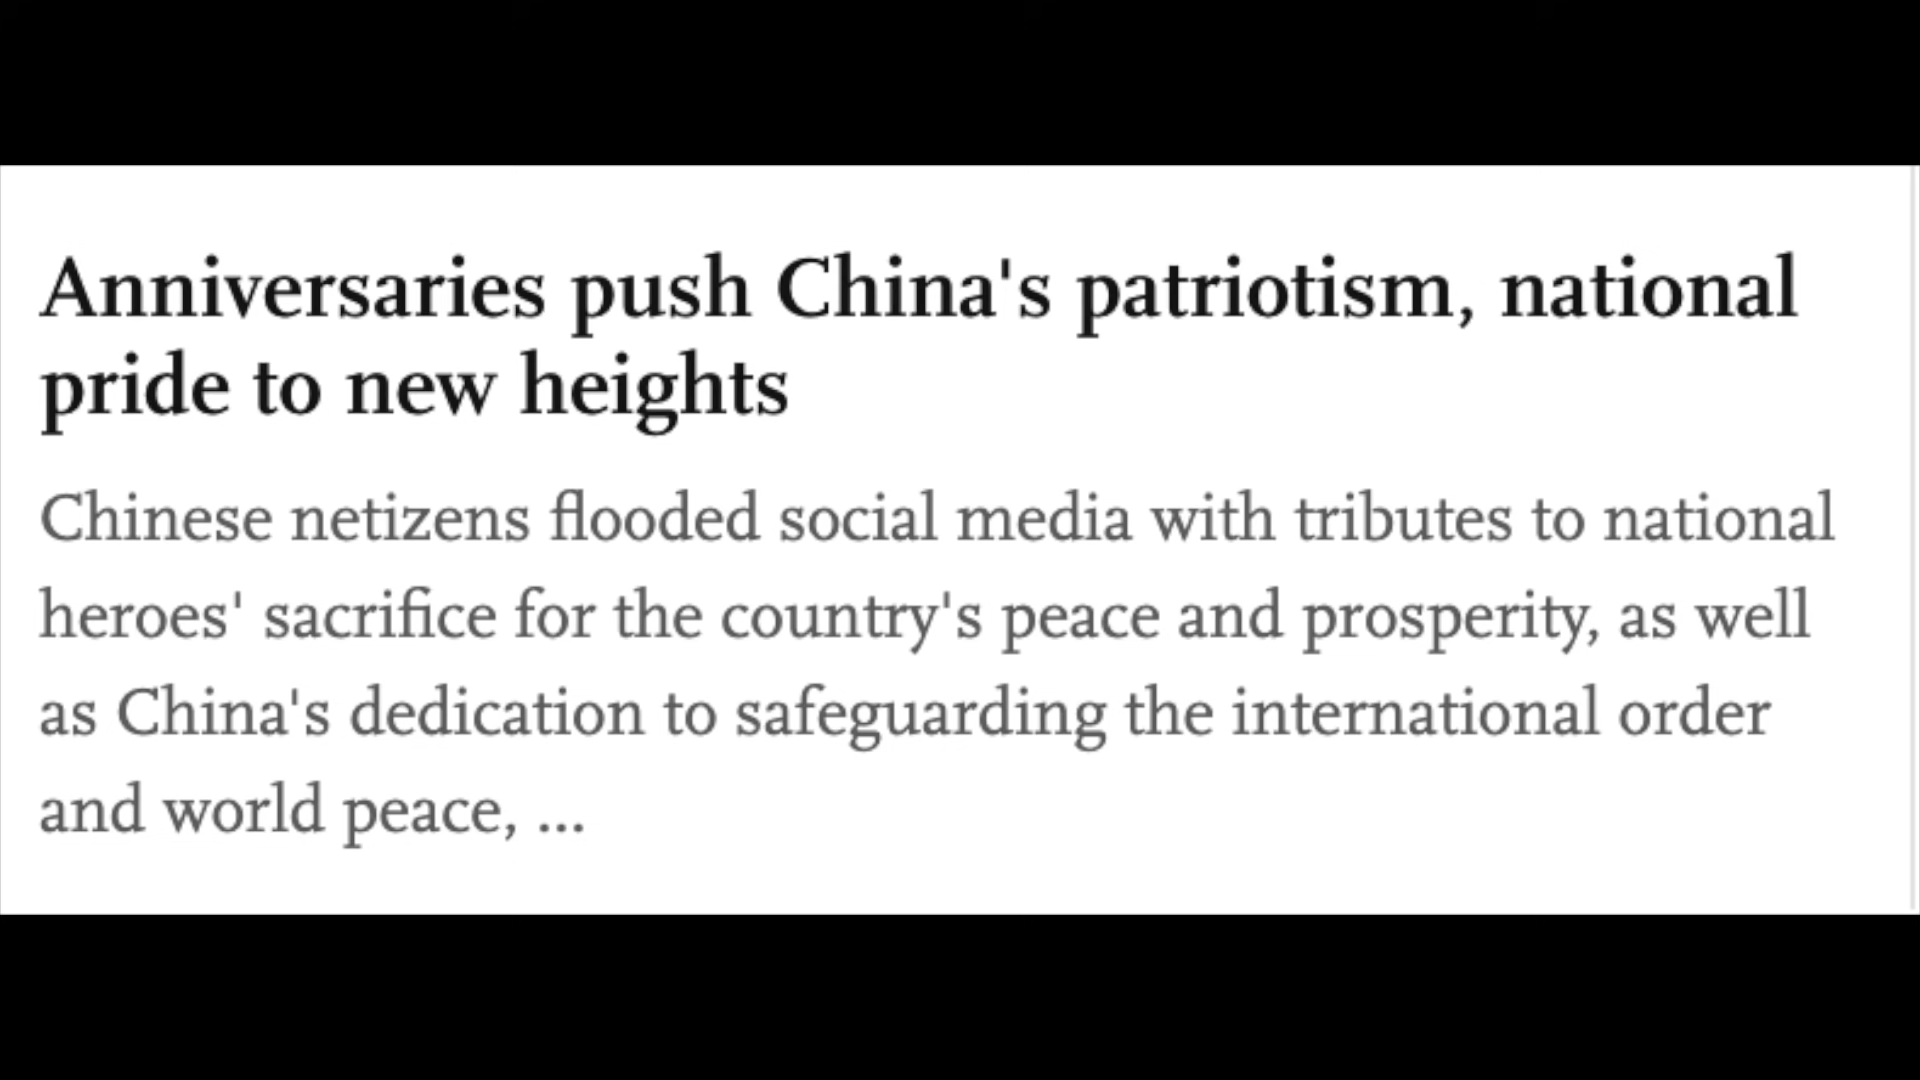 Anniversaries push China's patriotism, national
pride to new heights
Chinese netizens flooded social media with tributes to national
heroes' sacrifice for the country's peace and prosperity, as well
as China's dedication to safeguarding the international order
and world peace, ...